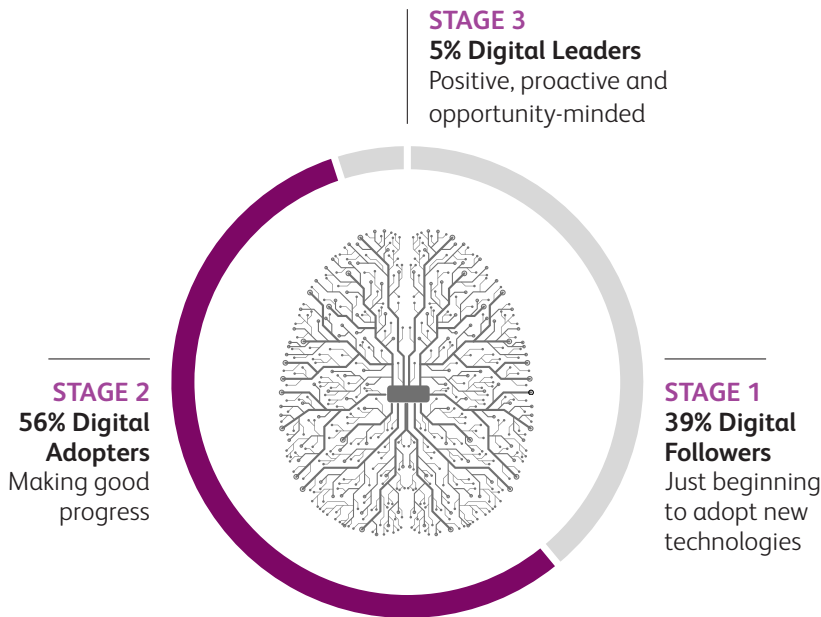 STAGE 3
5% Digital Leaders
Positive, proactive and
opportunity-minded
STAGE 2
56% Digital
Adopters
Making good
progress
STAGE 1
39% Digital
Followers
Just beginning
to adopt new
technologies